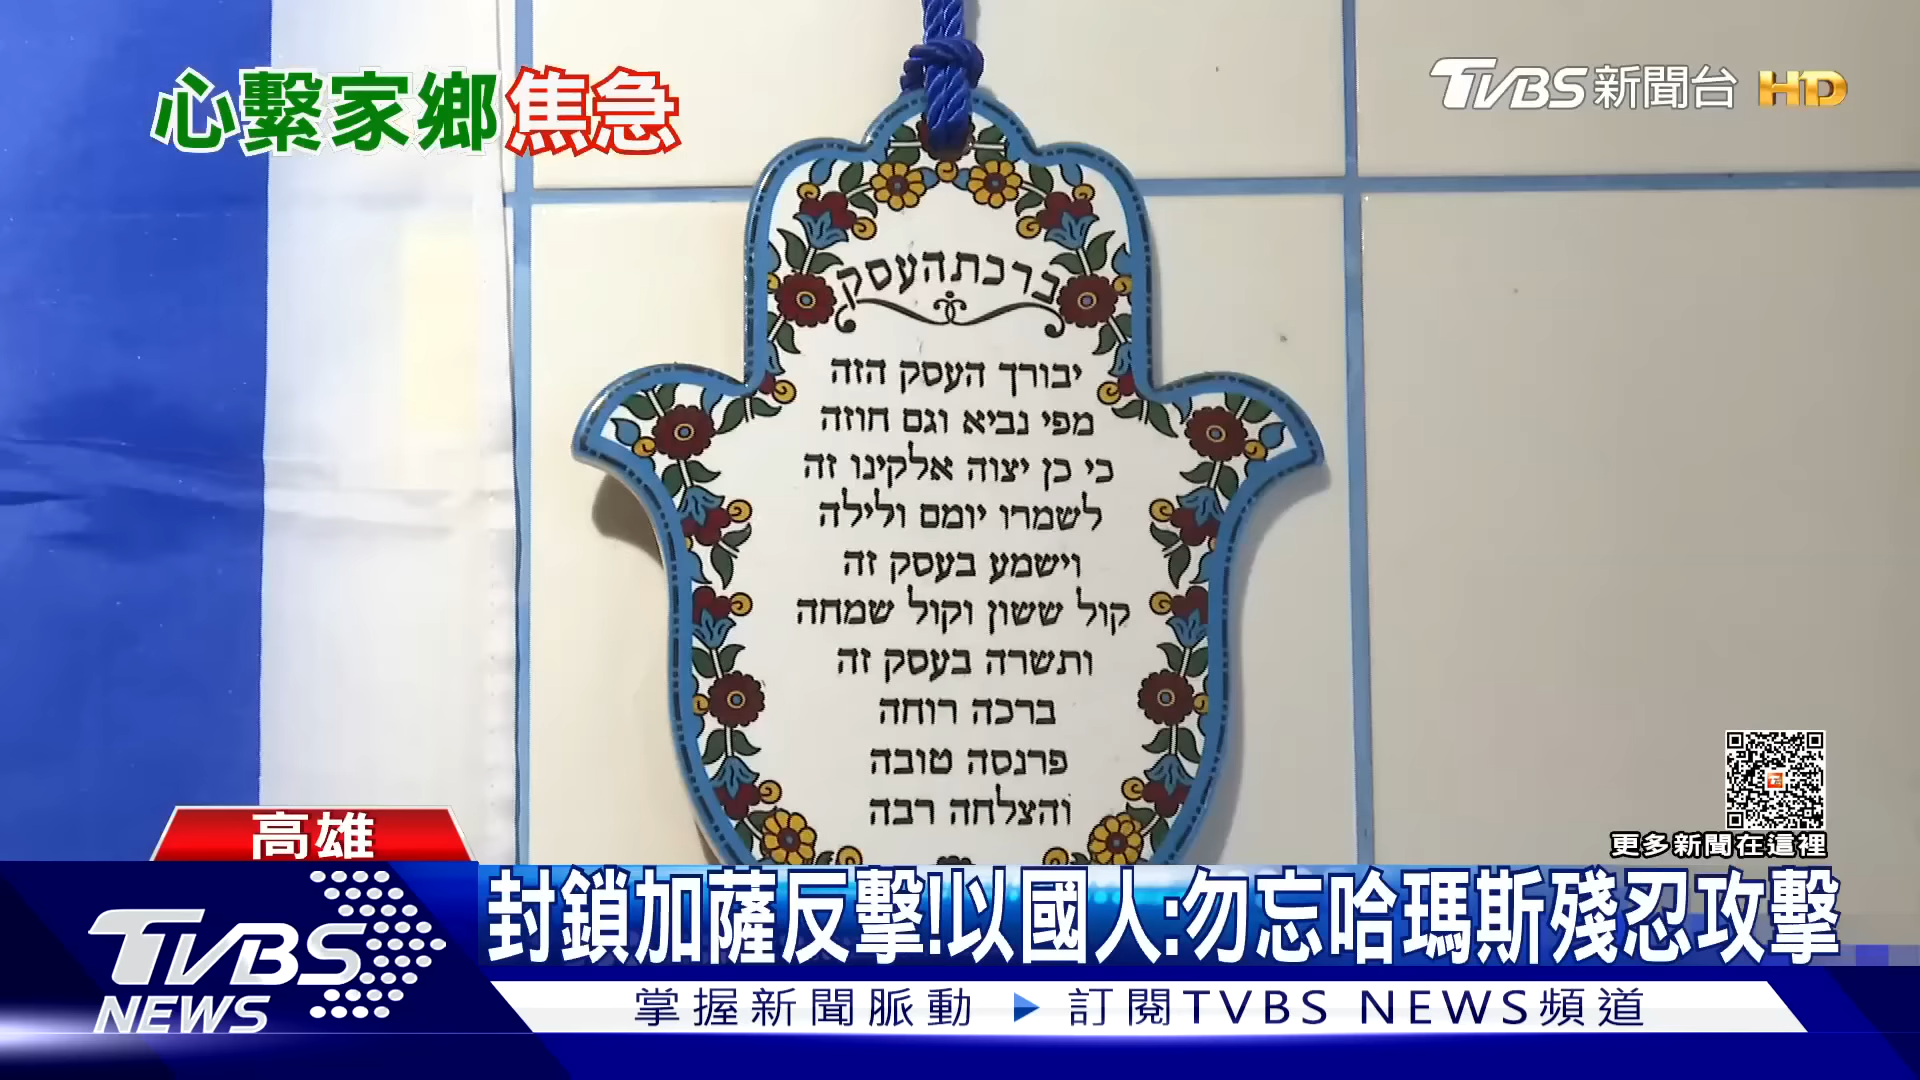 心繫家鄉焦急
TVBS新聞台 HD
ברכת העסק
יבורך העסק הזה
מפי נביא וגם חוזה
כי כן יצוה אלקינו זה
לשמרו יומם ולילה
וישמע בעסק זה
קול ששון וקול שמחה
ותשרה בעסק זה
ברכה רוחה
פרנסה טובה
והצלחה רבה
更多新聞在這裡
高雄
封鎖加薩反擊!以國人:勿忘哈瑪斯殘忍攻擊
TVBS
NEWS
掌握新聞脈動 ▶ 訂閱TVBS NEWS頻道